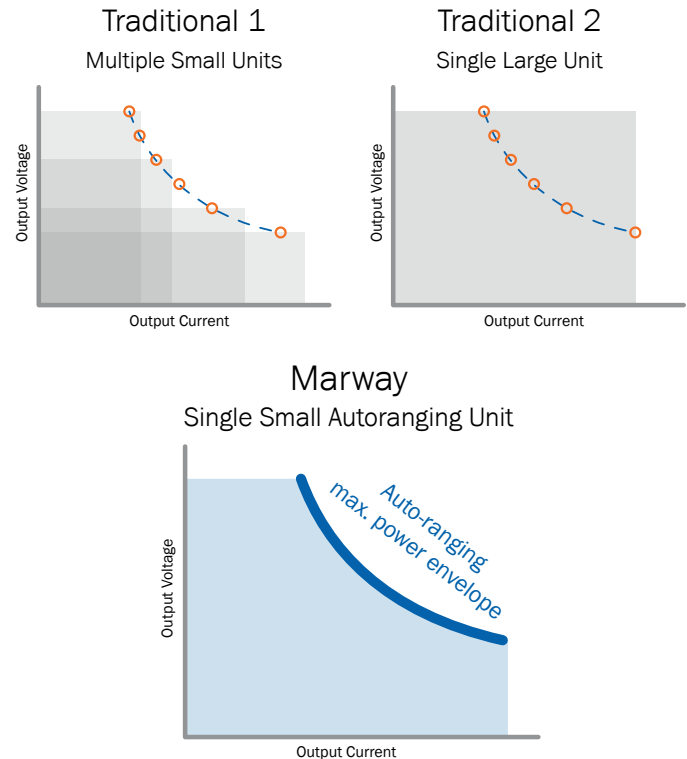 Traditional 1
Multiple Small Units
Output Voltage
Output Current
Traditional 2
Single Large Unit
Output Voltage
Output Current
Marway
Single Small Autoranging Unit
Auto-ranging
max. power envelope
Output Voltage
Output Current